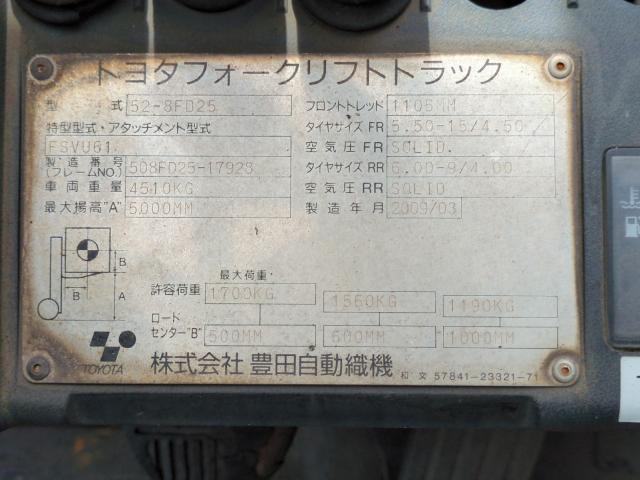 トヨタフォークリフトトラック
型 式 52-8FD25 フロントトレッド 1105MM
特型型式・アタッチメント型式 タイヤサイズ FR 5.50-15/4.50
FSVU61 空気圧 FR SOLID.
製造番号 (フレームNO.) 508FD25-17923 タイヤサイズ RR 6.00-9/4.00
車両重量 4510KG 空気圧 RR SOLID
最大揚高"A" 5000MM 製造年月 2009/03
B
B A
最大荷重
許容荷重 1700KG 1560KG 1190KG
ロード
センター"B" 500MM 600MM 1000MM
TOYOTA 株式会社 豊田自動織機 和文 57841-23321-71